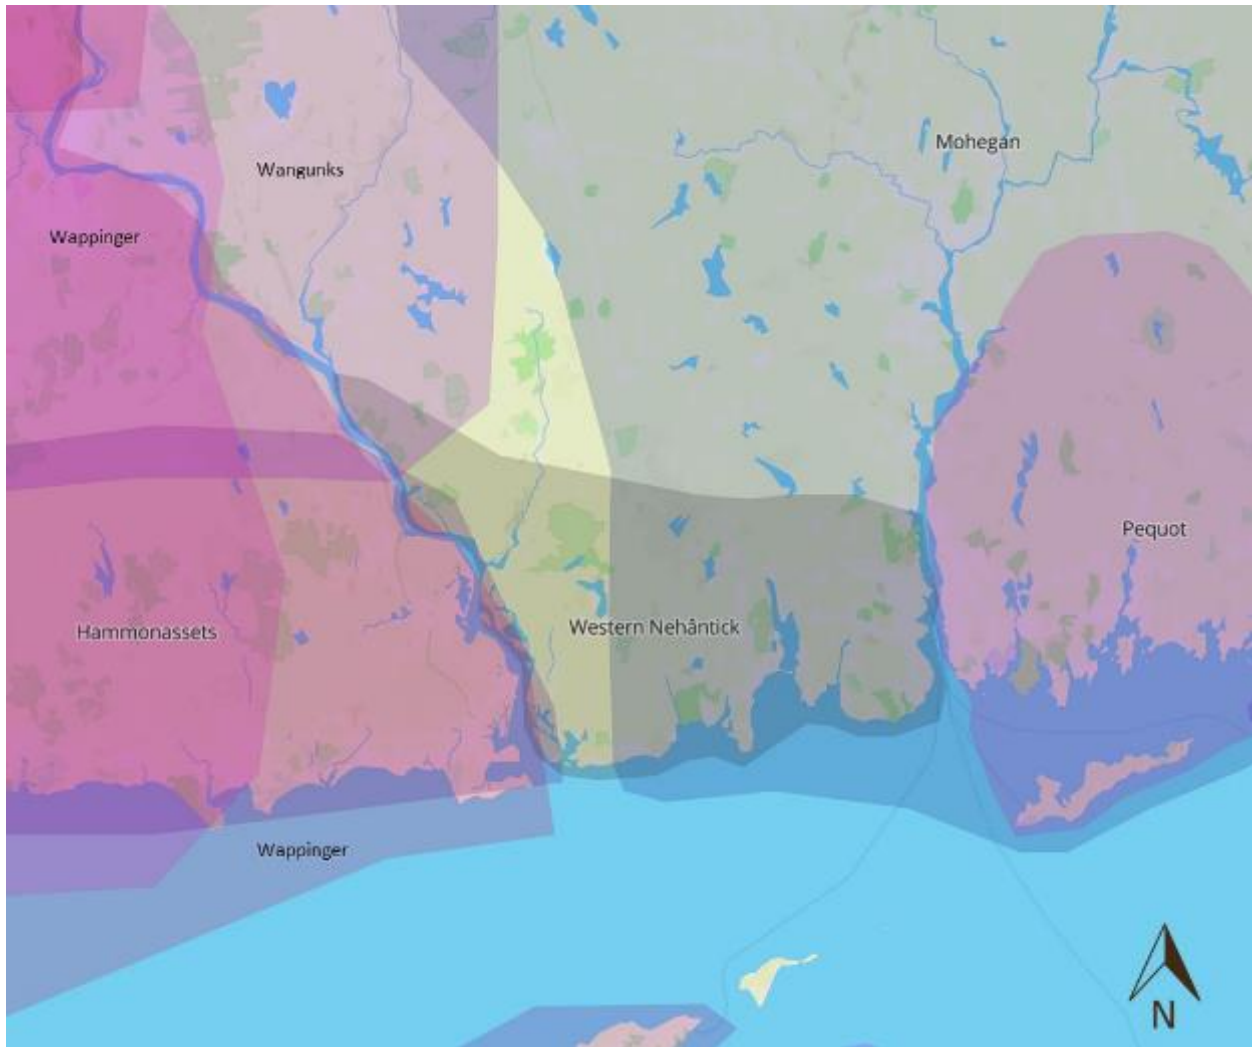 Mohegan
Wangunks
Wappinger
Pequot
Western Nehântick
Hammonassets
Wappinger
N